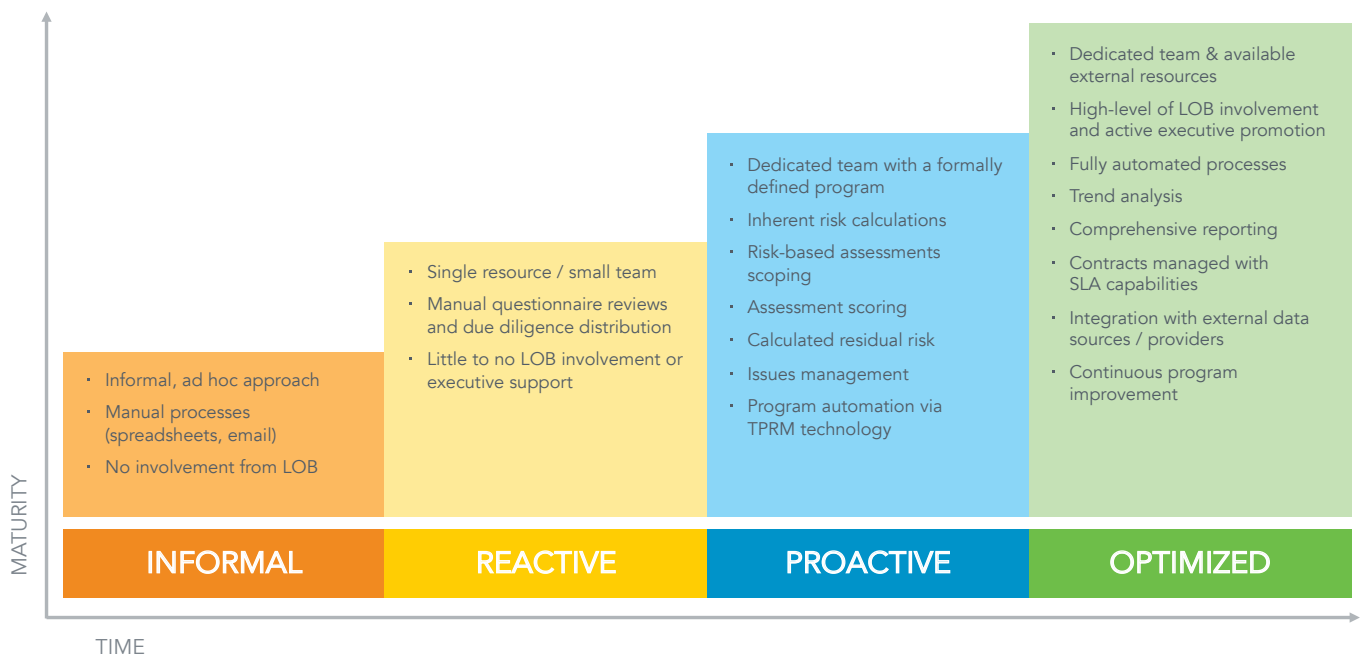 MATURITY
· Informal, ad hoc approach
· Manual processes
(spreadsheets, email)
· No involvement from LOB
INFORMAL
· Single resource / small team
· Manual questionnaire reviews
and due diligence distribution
· Little to no LOB involvement or
executive support
REACTIVE
· Dedicated team with a formally
defined program
· Inherent risk calculations
· Risk-based assessments
scoping
· Assessment scoring
· Calculated residual risk
· Issues management
· Program automation via
TPRM technology
PROACTIVE
· Dedicated team & available
external resources
· High-level of LOB involvement
and active executive promotion
· Fully automated processes
· Trend analysis
· Comprehensive reporting
· Contracts managed with
SLA capabilities
· Integration with external data
sources / providers
· Continuous program
improvement
OPTIMIZED
TIME